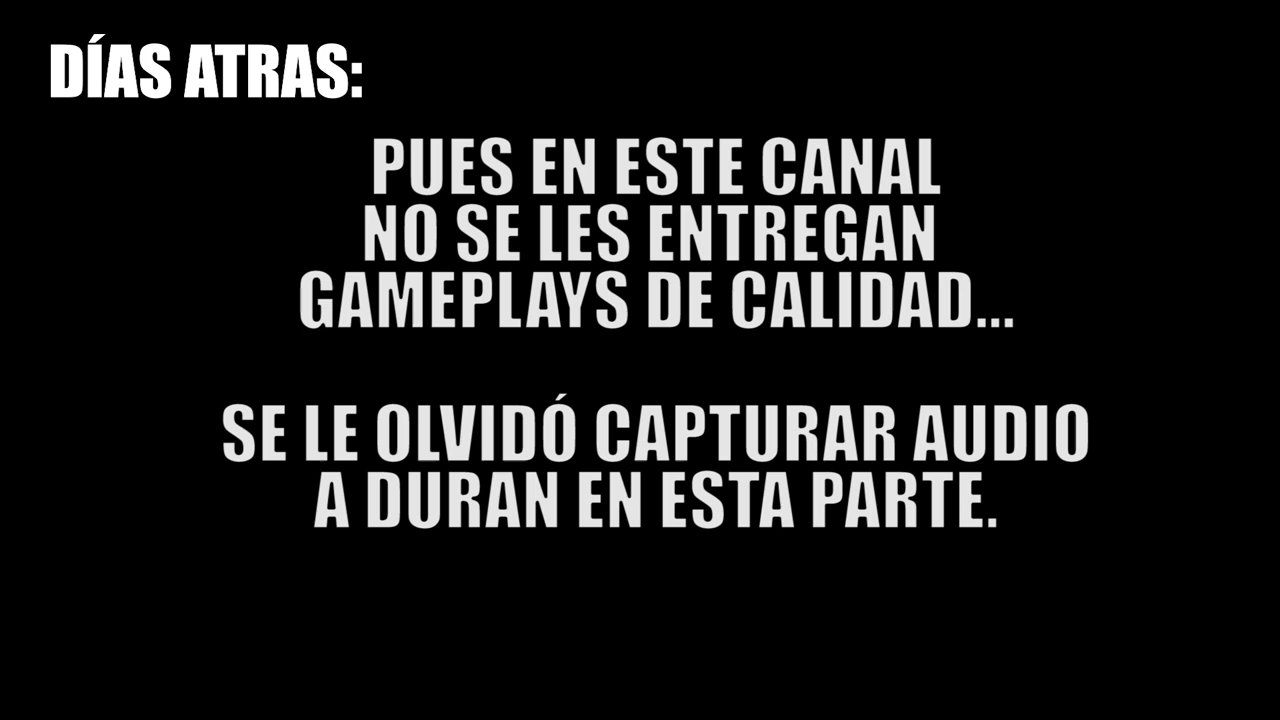 DÍAS ATRAS:
PUES EN ESTE CANAL
NO SE LES ENTREGAN
GAMEPLAYS DE CALIDAD...
SE LE OLVIDÓ CAPTURAR AUDIO
A DURAN EN ESTA PARTE.